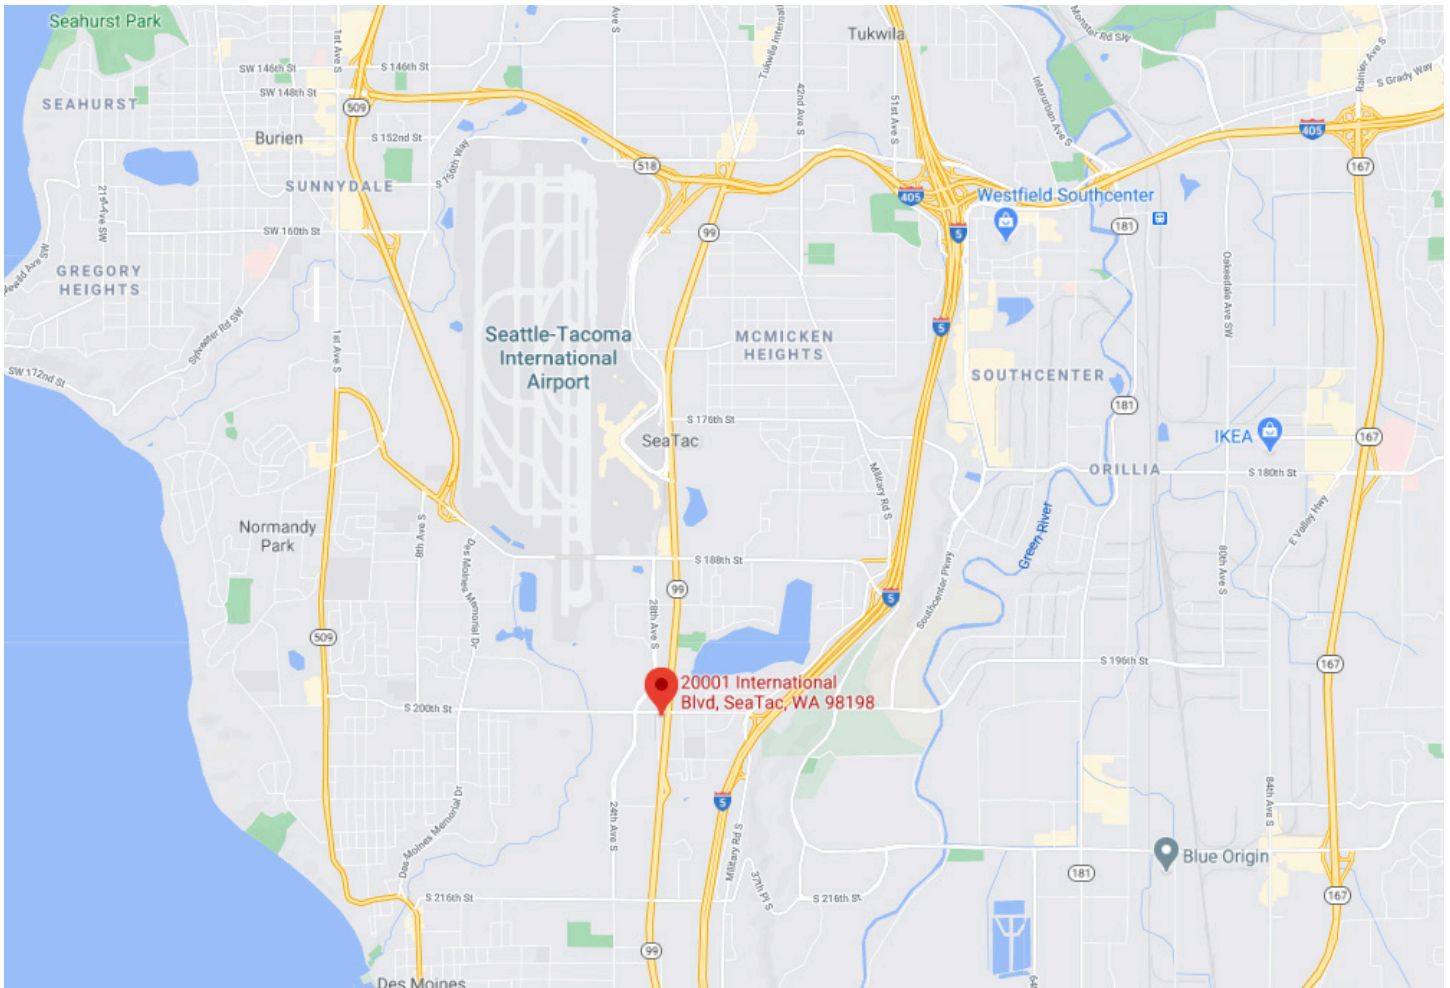 Seahurst Park
1st Ave S
Ave S
Tukwila Intern
Tukwila
Monster Rd SW
Rainier Ave S
S Grady Way
SW 146th St
S 146th St
SW 148th St
509
42nd Ave S
51st Ave S
Interurban Ave S
405
SEAHURST
Burien
S 152nd St
518
167
S 156th Way
SUNNYDALE
21st Ave SW
405
Westfield Southcenter
SW 160th St
99
5
181
GREGORY
HEIGHTS
Oakesdale Ave SW
Sylvester Rd SW
1st Ave S
Seattle-Tacoma
International
Airport
MCMICKEN
HEIGHTS
5
SW 172nd St
SOUTHCENTER
181
S 176th St
SeaTac
IKEA
167
Military Rd S
ORILLIA
S 180th St
Normandy
Park
8th Ave S
Des Moines Memorial Dr
Green River
E Valley Hwy
S 188th St
80th Ave S
99
5
Southcenter Pkwy
28th Ave S
509
S 196th St
167
20001 International
Blvd, SeaTac, WA 98198
S 200th St
5
24th Ave S
84th Ave S
Des Moines Memorial Dr
Military Rd S
Blue Origin
37th Pl S
181
S 216th St
S 216th St
167
99
64t
Des Moines